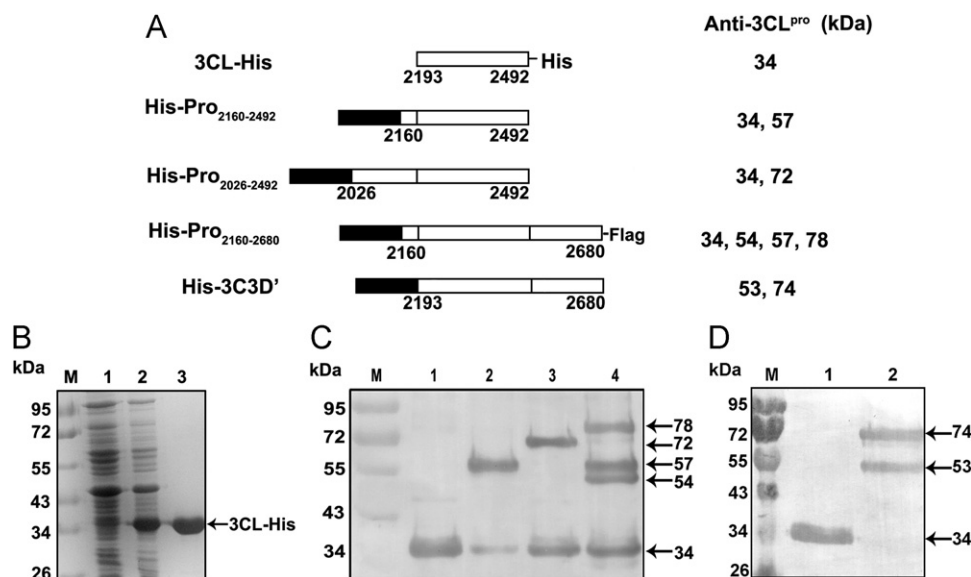 A
Anti-3CLpro (kDa)
3CL-His
His
2193 2492
34
His-Pro2160-2492
2160 2492
34, 57
His-Pro2026-2492
2026 2492
34, 72
His-Pro2160-2680
Flag
2160 2680
34, 54, 57, 78
His-3C3D'
2193 2680
53, 74
B
kDa
M 1 2 3
95
72
55
43
34
26
3CL-His
C
kDa
M 1 2 3 4
95
72
55
43
34
78
72
57
54
34
D
kDa
M 1 2
95
72
55
43
34
26
74
53
34